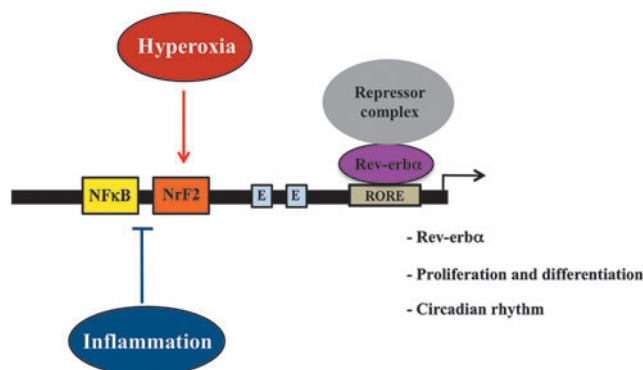 Hyperoxia
Repressor
complex
Rev-erbα
NFκB
NrF2
E
E
RORE
- Rev-erbα
- Proliferation and differentiation
- Circadian rhythm
Inflammation